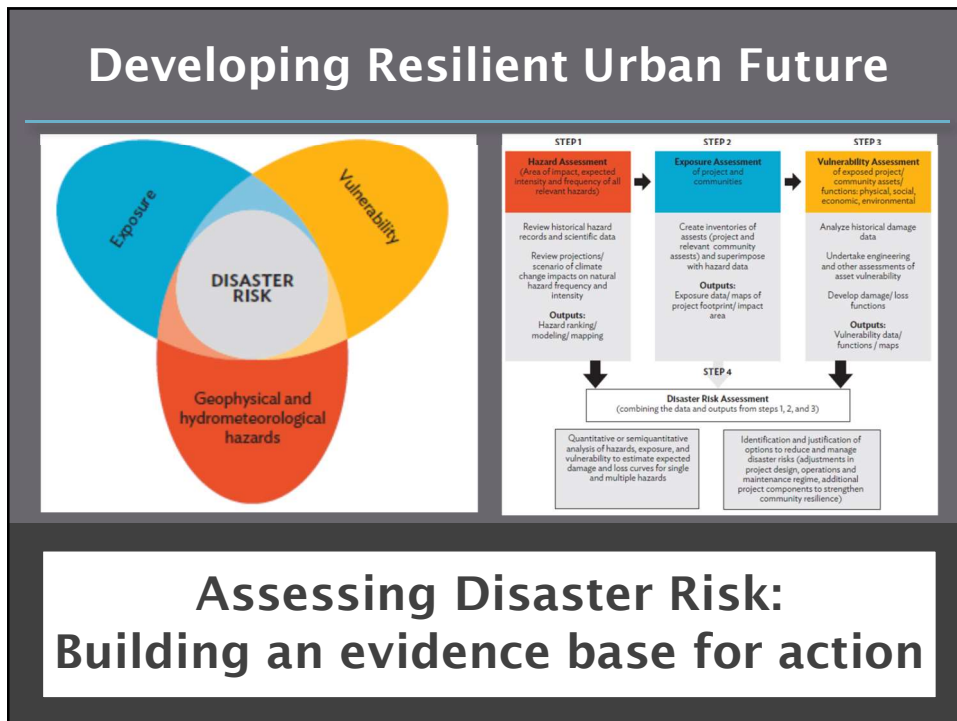 Developing Resilient Urban Future
Exposure
Vulnerability
DISASTER
RISK
Geophysical and
hydrometeorological
hazards
STEP 1
Hazard Assessment
(Area of impact, expected
intensity and frequency of all
relevant hazards)
Review historical hazard
records and scientific data
Review projections/
scenario of climate
change impacts on natural
hazard frequency and
intensity
Outputs:
Hazard ranking/
modeling/ mapping
STEP 2
Exposure Assessment
of project and
communities
Create inventories of
assests (project and
relevant community
assests) and superimpose
with hazard data
Outputs:
Exposure data/ maps of
project footprint/ impact
area
STEP 3
Vulnerability Assessment
of exposed project/
community assets/
functions: physical, social,
economic, environmental
Analyze historical damage
data
Undertake engineering
and other assessments of
asset vulnerability
Develop damage/ loss
functions
Outputs:
Vulnerability data/
functions / maps
STEP 4
Disaster Risk Assessment
(combining the data and outputs from steps 1, 2, and 3)
Quantitative or semiquantitative
analysis of hazards, exposure, and
vulnerability to estimate expected
damage and loss curves for single
and multiple hazards
Identification and justification of
options to reduce and manage
disaster risks (adjustments in
project design, operations and
maintenance regime, additional
project components to strengthen
community resilience)
Assessing Disaster Risk:
Building an evidence base for action